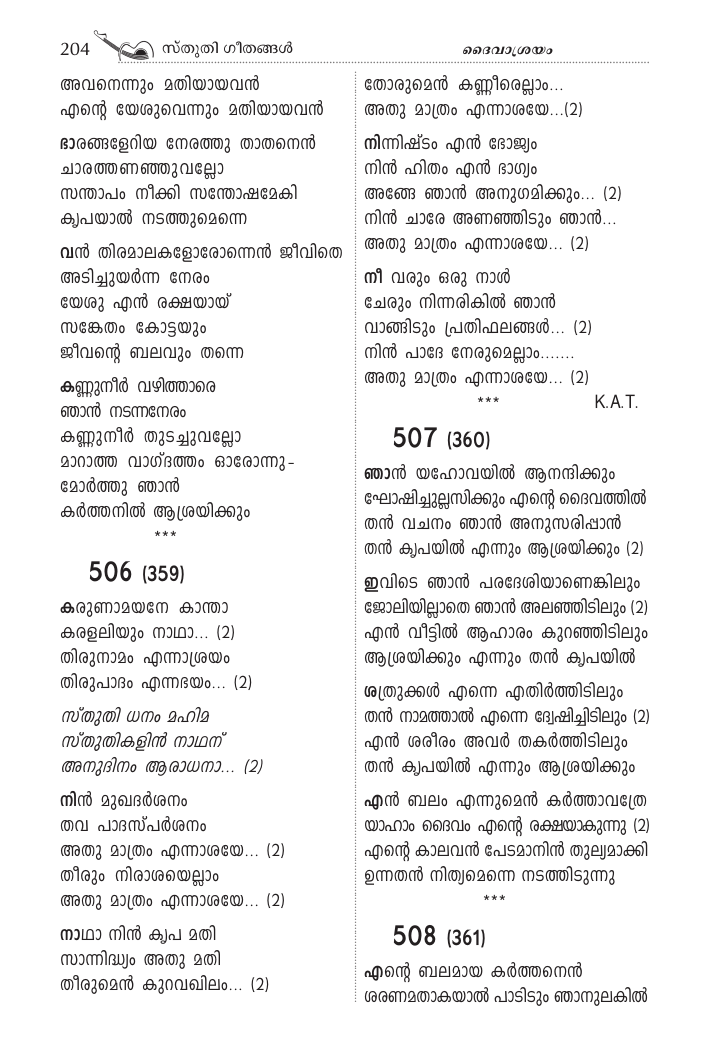 204 സ്തുതി ഗീതങ്ങൾ ദൈവാശ്രയം
അവനെന്നും മതിയായവൻ
എന്റെ യേശുവെന്നും മതിയായവൻ
ഭാരങ്ങളേറിയ നേരത്തു താതനെൻ
ചാരത്തണഞ്ഞുവല്ലോ
സന്താപം നീക്കി സന്തോഷമേകി
കൃപയാൽ നടത്തുമെന്നെ
വൻ തിരമാലകളോരോന്നെൻ ജീവിതെ
അടിച്ചുയർന്ന നേരം
യേശു എൻ രക്ഷയായ്
സങ്കേതം കോട്ടയും
ജീവന്റെ ബലവും തന്നെ
കണ്ണുനീർ വഴിത്താരെ
ഞാൻ നടന്നനേരം
കണ്ണുനീർ തുടച്ചുവല്ലോ
മാറാത്ത വാഗ്ദത്തം ഓരോന്നു-
മോർത്തു ഞാൻ
കർത്തനിൽ ആശ്രയിക്കും
***
506 (359)
കരുണാമയനേ കാന്താ
കരളലിയും നാഥാ... (2)
തിരുനാമം എന്നാശ്രയം
തിരുപാദം എന്നഭയം... (2)
സ്തുതി ധനം മഹിമ
സ്തുതികളിൻ നാഥന്
അനുദിനം ആരാധനാ... (2)
നിൻ മുഖദർശനം
തവ പാദസ്പർശനം
അതു മാത്രം എന്നാശയേ... (2)
തീരും നിരാശയെല്ലാം
അതു മാത്രം എന്നാശയേ... (2)
നാഥാ നിൻ കൃപ മതി
സാന്നിദ്ധ്യം അതു മതി
തീരുമെൻ കുറവഖിലം... (2)
തോരുമെൻ കണ്ണീരെല്ലാം...
അതു മാത്രം എന്നാശയേ...(2)
നിന്നിഷ്ടം എൻ ഭോജ്യം
നിൻ ഹിതം എൻ ഭാഗ്യം
അങ്ങേ ഞാൻ അനുഗമിക്കും... (2)
നിൻ ചാരേ അണഞ്ഞിടും ഞാൻ...
അതു മാത്രം എന്നാശയേ... (2)
നീ വരും ഒരു നാൾ
ചേരും നിന്നരികിൽ ഞാൻ
വാങ്ങിടും പ്രതിഫലങ്ങൾ... (2)
നിൻ പാദേ നേരുമെല്ലാം.......
അതു മാത്രം എന്നാശയേ... (2)
*** K.A.T.
507 (360)
ഞാൻ യഹോവയിൽ ആനന്ദിക്കും
ഘോഷിച്ചുല്ലസിക്കും എന്റെ ദൈവത്തിൽ
തൻ വചനം ഞാൻ അനുസരിപ്പാൻ
തൻ കൃപയിൽ എന്നും ആശ്രയിക്കും (2)
ഇവിടെ ഞാൻ പരദേശിയാണെങ്കിലും
ജോലിയില്ലാതെ ഞാൻ അലഞ്ഞിടിലും (2)
എൻ വീട്ടിൽ ആഹാരം കുറഞ്ഞിടിലും
ആശ്രയിക്കും എന്നും തൻ കൃപയിൽ
ശത്രുക്കൾ എന്നെ എതിർത്തിടിലും
തൻ നാമത്താൽ എന്നെ ദ്വേഷിച്ചിടിലും (2)
എൻ ശരീരം അവർ തകർത്തിടിലും
തൻ കൃപയിൽ എന്നും ആശ്രയിക്കും
എൻ ബലം എന്നുമെൻ കർത്താവത്രേ
യാഹാം ദൈവം എന്റെ രക്ഷയാകുന്നു (2)
എന്റെ കാലവൻ പേടമാനിൻ തുല്യമാക്കി
ഉന്നതൻ നിത്യമെന്നെ നടത്തിടുന്നു
***
508 (361)
എന്റെ ബലമായ കർത്തനെൻ
ശരണമതാകയാൽ പാടിടും ഞാനുലകിൽ